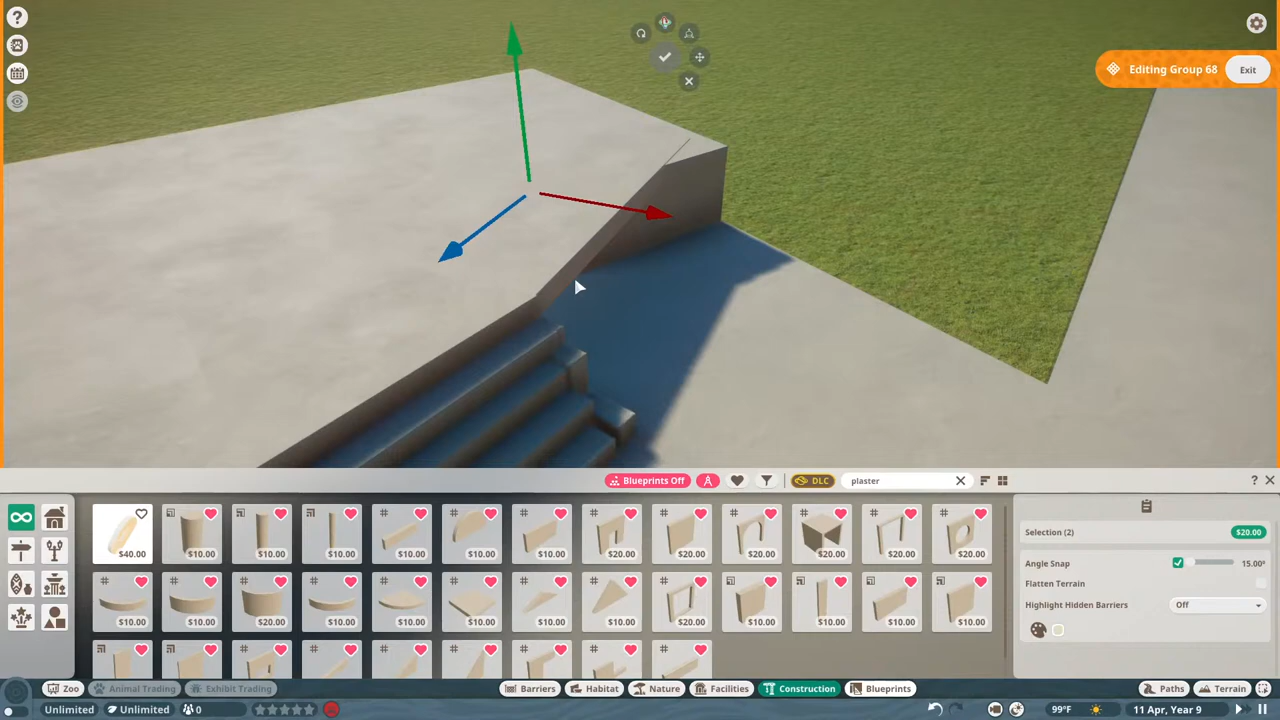 ?
Editing Group 68 Exit
Blueprints Off DLC plaster ?
$40.00 $10.00 $10.00 $10.00 $10.00 $10.00 $10.00 $20.00 $20.00 $20.00 $20.00 $20.00 $20.00
$10.00 $10.00 $20.00 $10.00 $10.00 $10.00 $10.00 $10.00 $20.00 $10.00 $10.00 $10.00 $10.00
Selection (2) $20.00
Angle Snap 15.00°
Flatten Terrain
Highlight Hidden Barriers Off
Zoo Animal Trading Exhibit Trading Barriers Habitat Nature Facilities Construction Blueprints Paths Terrain
Unlimited Unlimited 0 99°F 11 Apr, Year 9